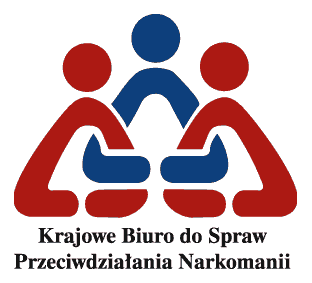 Krajowe Biuro do Spraw
Przeciwdziałania Narkomanii